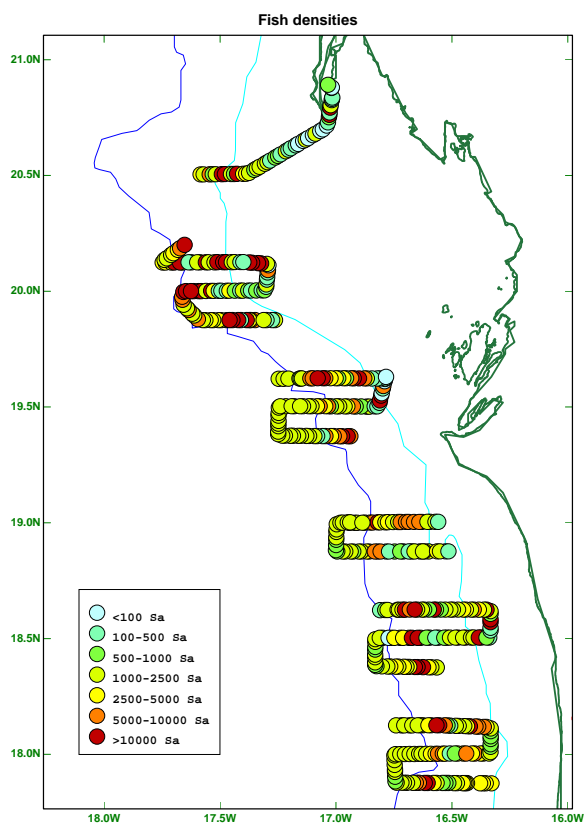 Fish densities
21.0N
20.5N
20.0N
19.5N
19.0N
18.5N
18.0N
<100 Sa
100-500 Sa
500-1000 Sa
1000-2500 Sa
2500-5000 Sa
5000-10000 Sa
>10000 Sa
18.0W 17.5W 17.0W 16.5W 16.0W